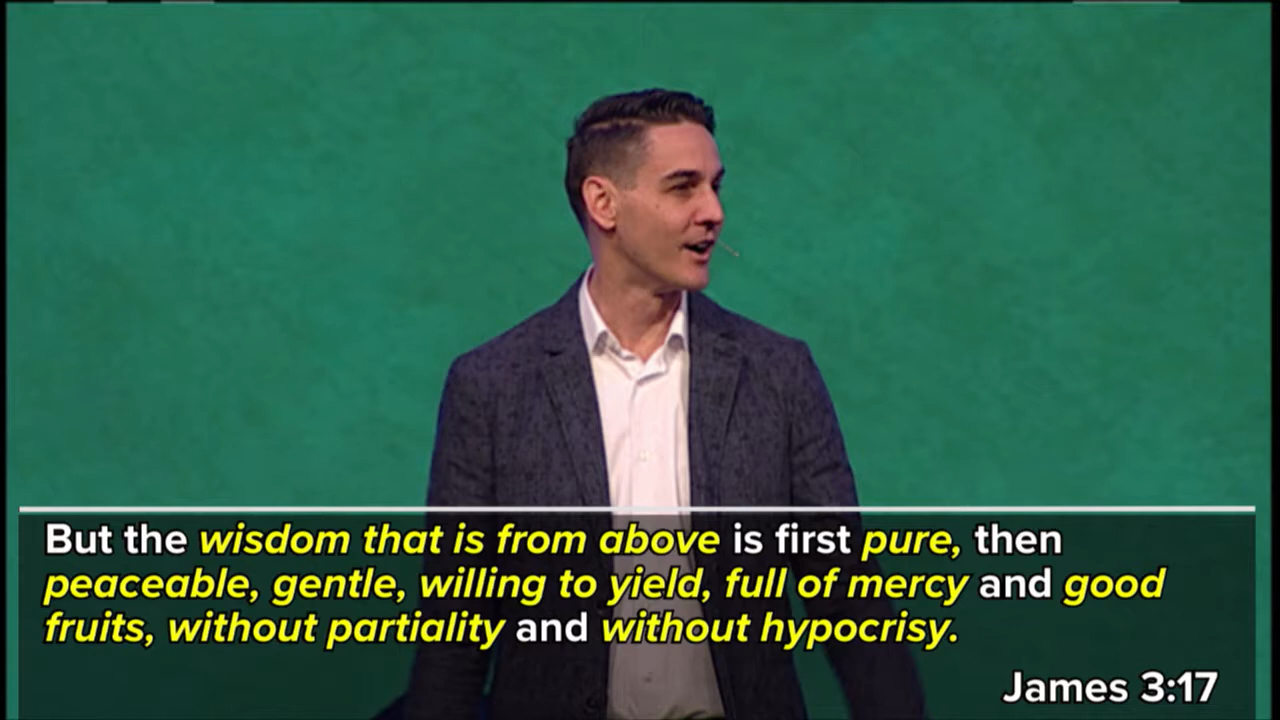 But the wisdom that is from above is first pure, then
peaceable, gentle, willing to yield, full of mercy and good
fruits, without partiality and without hypocrisy.
James 3:17